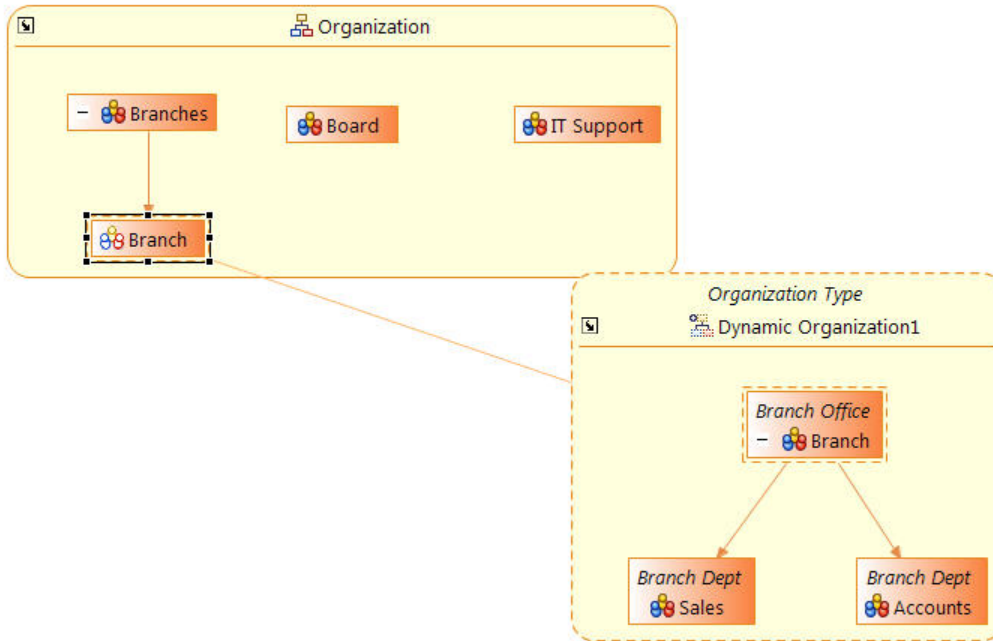 Organization
Branches
Board
IT Support
Branch
Organization Type
Dynamic Organization1
Branch Office
Branch
Branch Dept
Sales
Branch Dept
Accounts